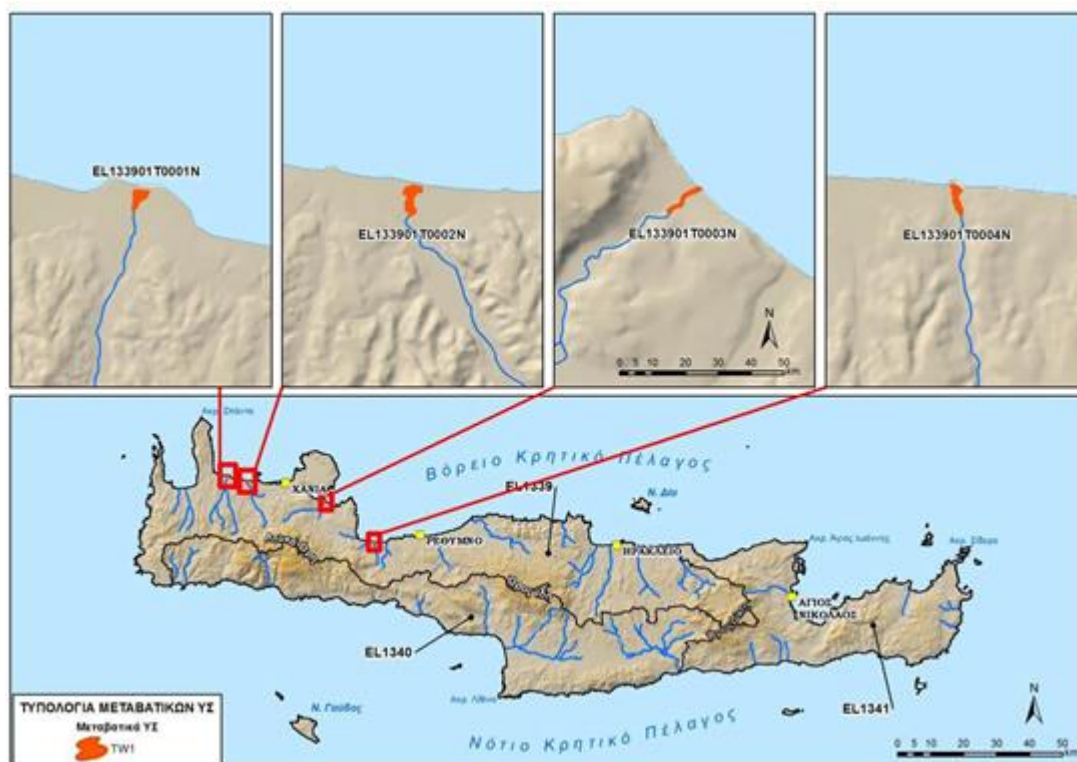 EL133901T0001N
EL133901T0002N
EL133901T0003N
EL133901T0004N
N
0 5 10 20 30 40 50
km
Ακρ. Σπάντα
Βόρειο Κρητικό Πέλαγος
ΧΑΝΙΑ
EL1339
Ν. Δία
ΡΕΘΥΜΝΟ
ΗΡΑΚΛΕΙΟ
Ακρ. Άγιος Ιωάννης
Ακρ. Σίδερο
ΑΓΙΟΣ
ΝΙΚΟΛΑΟΣ
EL1340
EL1341
Ακρ. Λίθινο
Ν. Γαύδος
Νότιο Κρητικό Πέλαγος
ΤΥΠΟΛΟΓΙΑ ΜΕΤΑΒΑΤΙΚΩΝ ΥΣ
Μεταβατικά ΥΣ
TW1
N
0 5 10 20 30 40 50
km